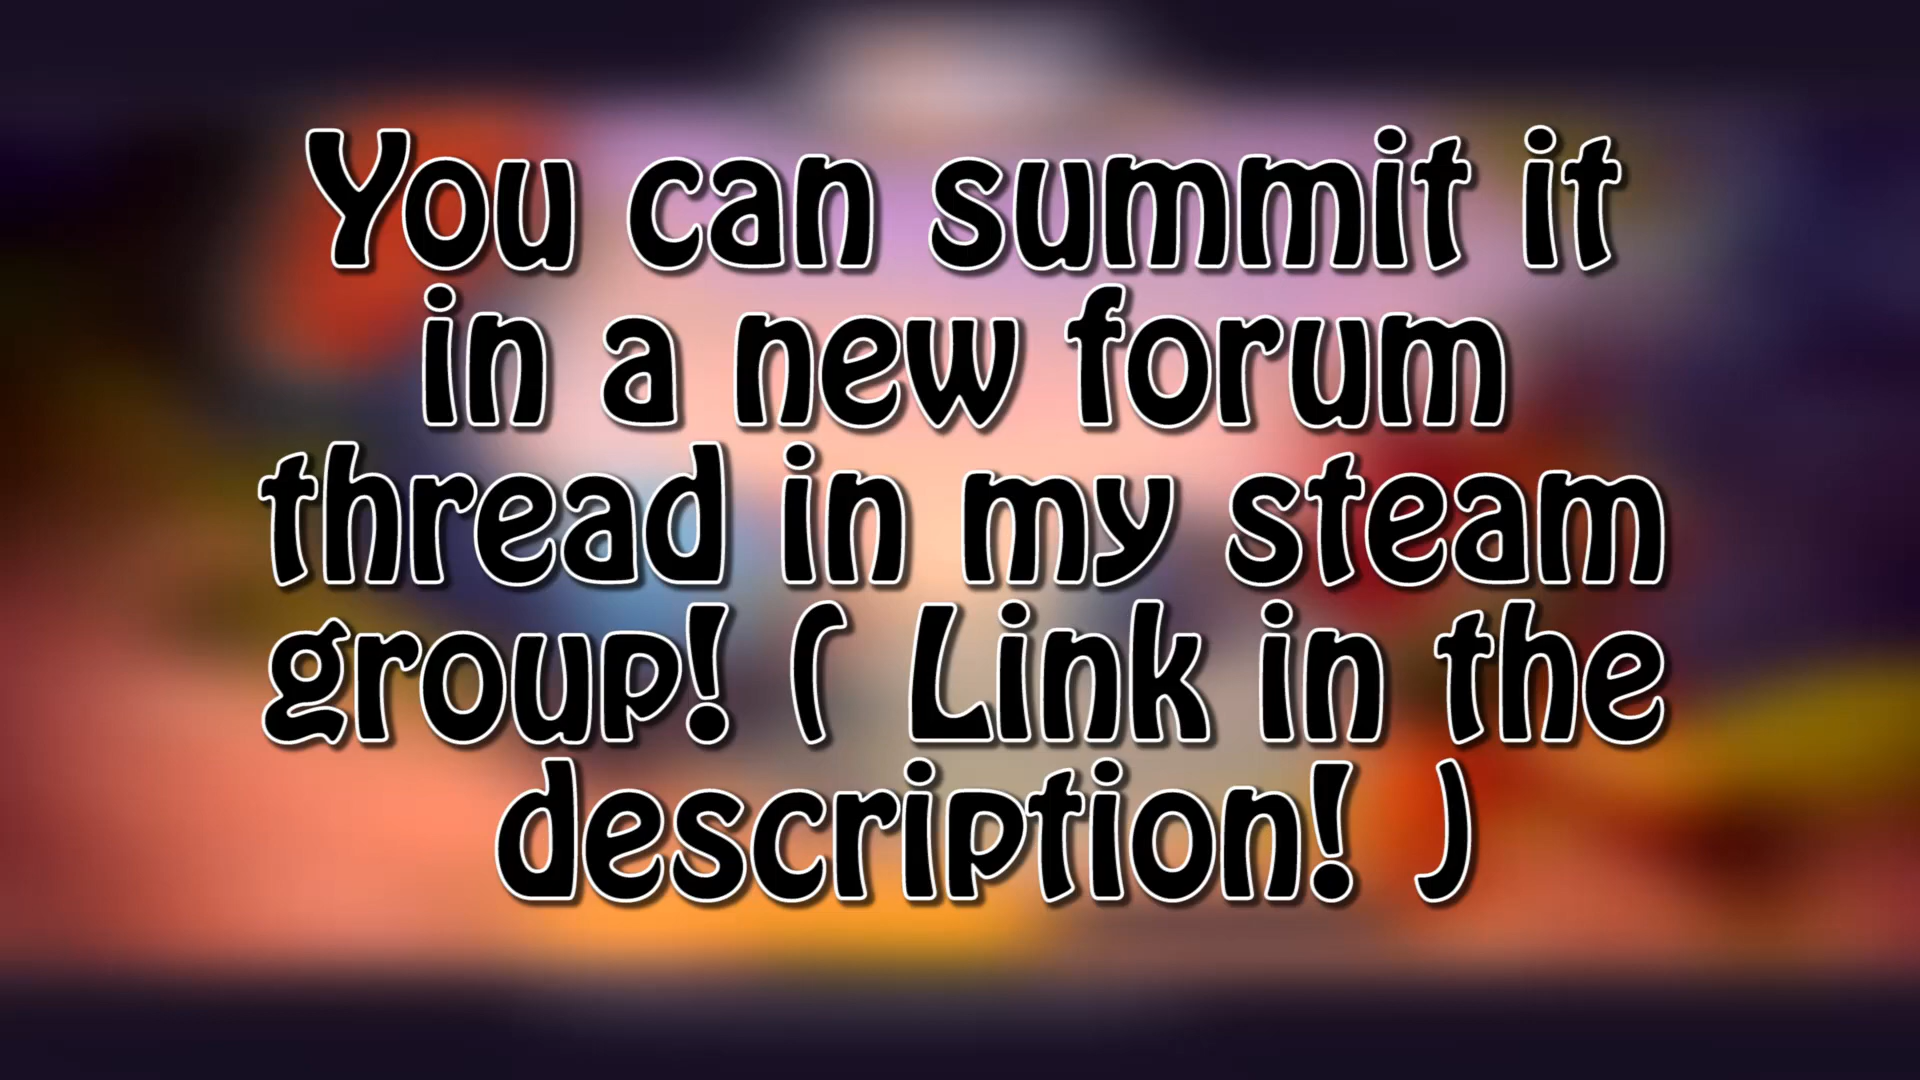 You can summit it
in a new forum
thread in my steam
group! ( Link in the
description! )